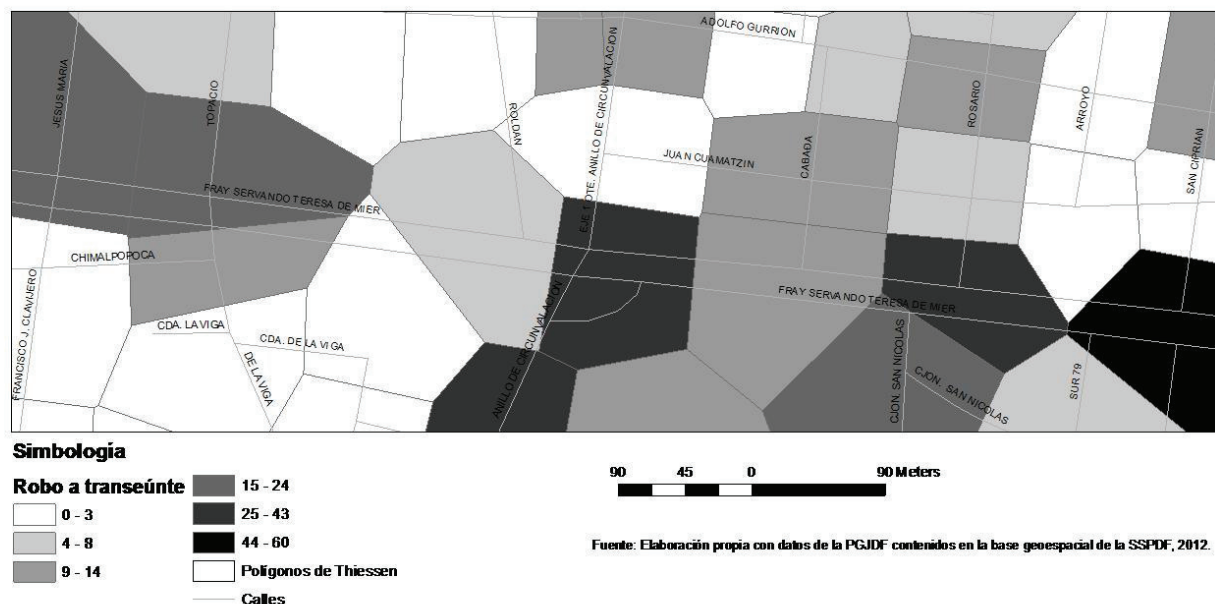 ADOLFO GURRION
JESUS MARIA
TOPACIO
ROLDAN
EJE 1 OTE. ANILLO DE CIRCUNVALACION
JUAN CUAMATZIN
CABAÐA
ROSARIO
ARROYO
SAN CIPRIAN
FRAY SERVANDO TERESA DE MIER
CHIMALPOPOCA
FRANCISCO J. CLAVIJERO
CDA. LA VIGA
CDA. DE LA VIGA
DE LA VIGA
ANILLO DE CIRCUNVALACIÓN
FRAY SERVANDO TERESA DE MIER
CJON. SAN NICOLAS
CJON. SAN NICOLAS
SUR 79
Simbología
Robo a transeúnte
0 - 3
4 - 8
9 - 14
15 - 24
25 - 43
44 - 60
Polígonos de Thiessen
Calles
90 45 0 90 Meters
Fuente: Elaboración propia con datos de la PGJDF contenidos en la base geoespacial de la SSPDF, 2012.